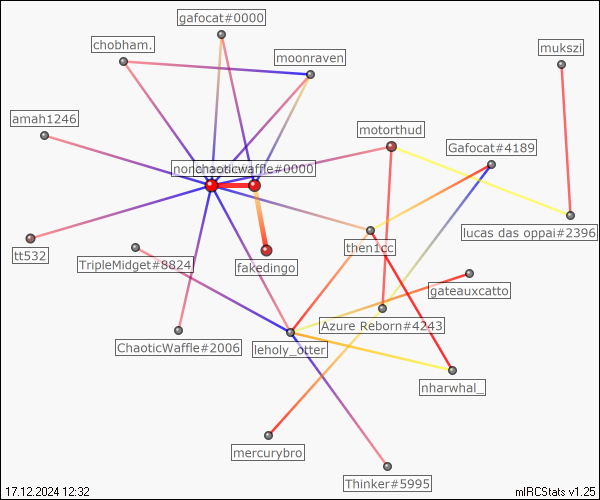 gafocat#0000
chobham.
moonraven
mukszi
amah1246
motorthud
Gafocat#4189
chaoticwaffle#0000
lucas das oppai#2396
then1cc
tt532
TripleMidget#8824
fakedingo
gateauxcatto
Azure Reborn#4243
ChaoticWaffle#2006
leholy_otter
nharwhal_
mercurybro
Thinker#5995
17.12.2024 12:32
mIRCStats v1.25